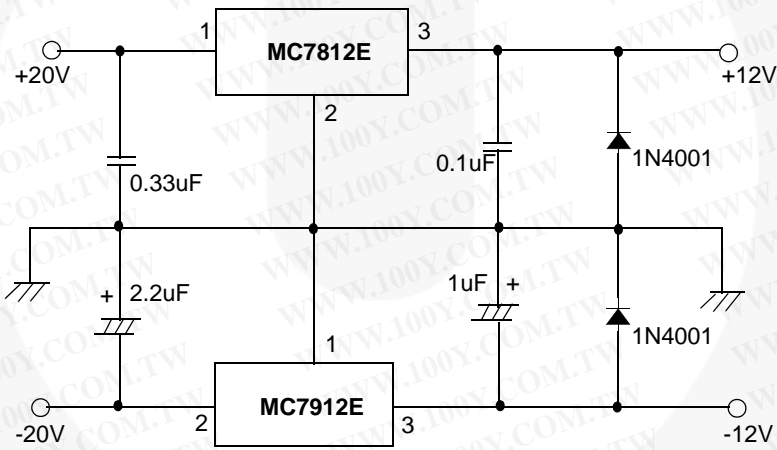 1
MC7812E
3
+20V
+12V
2
0.33uF
0.1uF
1N4001
+
2.2uF
1uF
+
1N4001
1
2
MC7912E
3
-20V
-12V
WWW.100Y.COM.TW